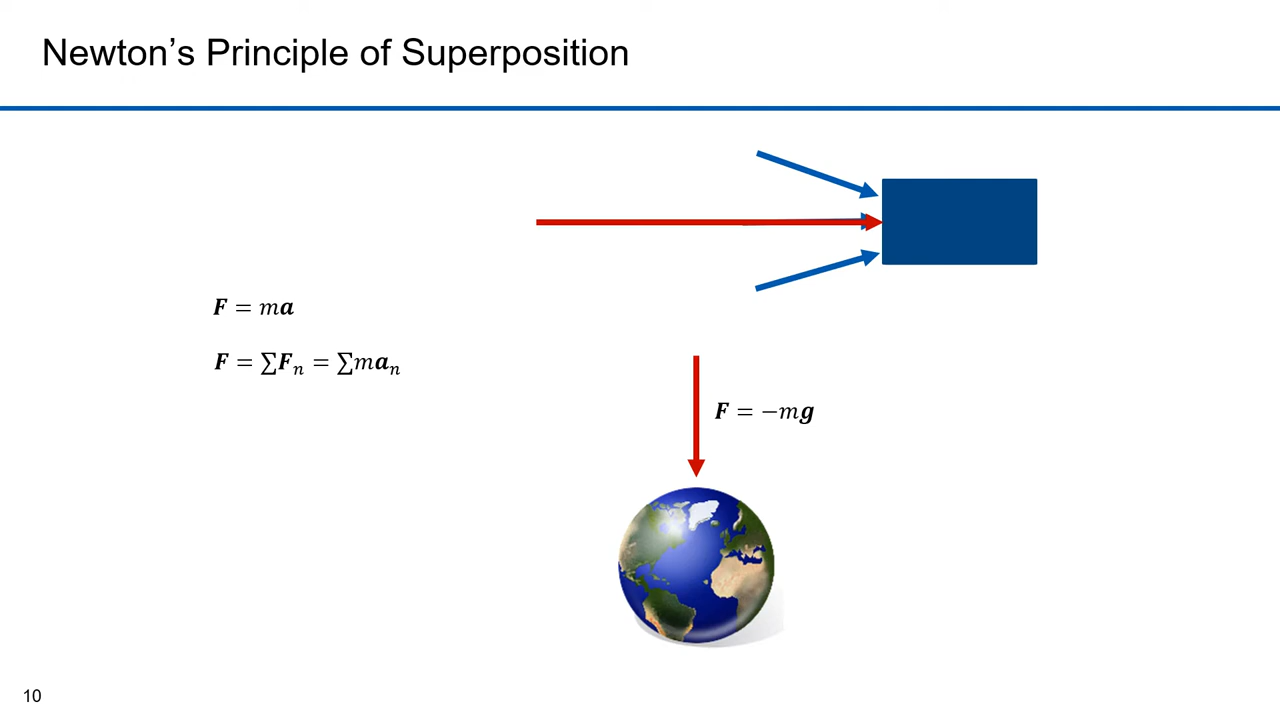 Newton’s Principle of Superposition
𝑭 = 𝑚𝒂
𝑭 = ∑𝑭ₙ = ∑𝑚𝒂ₙ
𝑭 = −𝑚𝒈
10